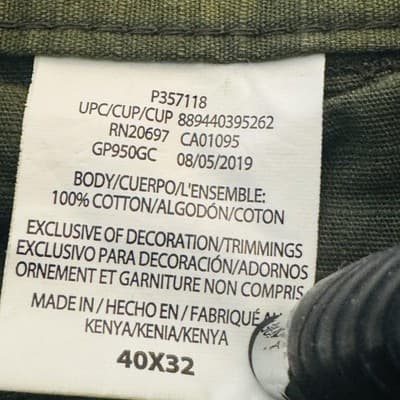 P357118
UPC/CUP/CUP 889440395262
RN20697 CA01095
GP950GC 08/05/2019
BODY/CUERPO/L'ENSEMBLE:
100% COTTON/ALGODÓN/COTON
EXCLUSIVE OF DECORATION/TRIMMINGS
EXCLUSIVO PARA DECORACIÓN/ADORNOS
ORNEMENT ET GARNITURE NON COMPRIS
MADE IN / HECHO EN / FABRIQUÉ
KENYA/KENIA/KENYA
40X32